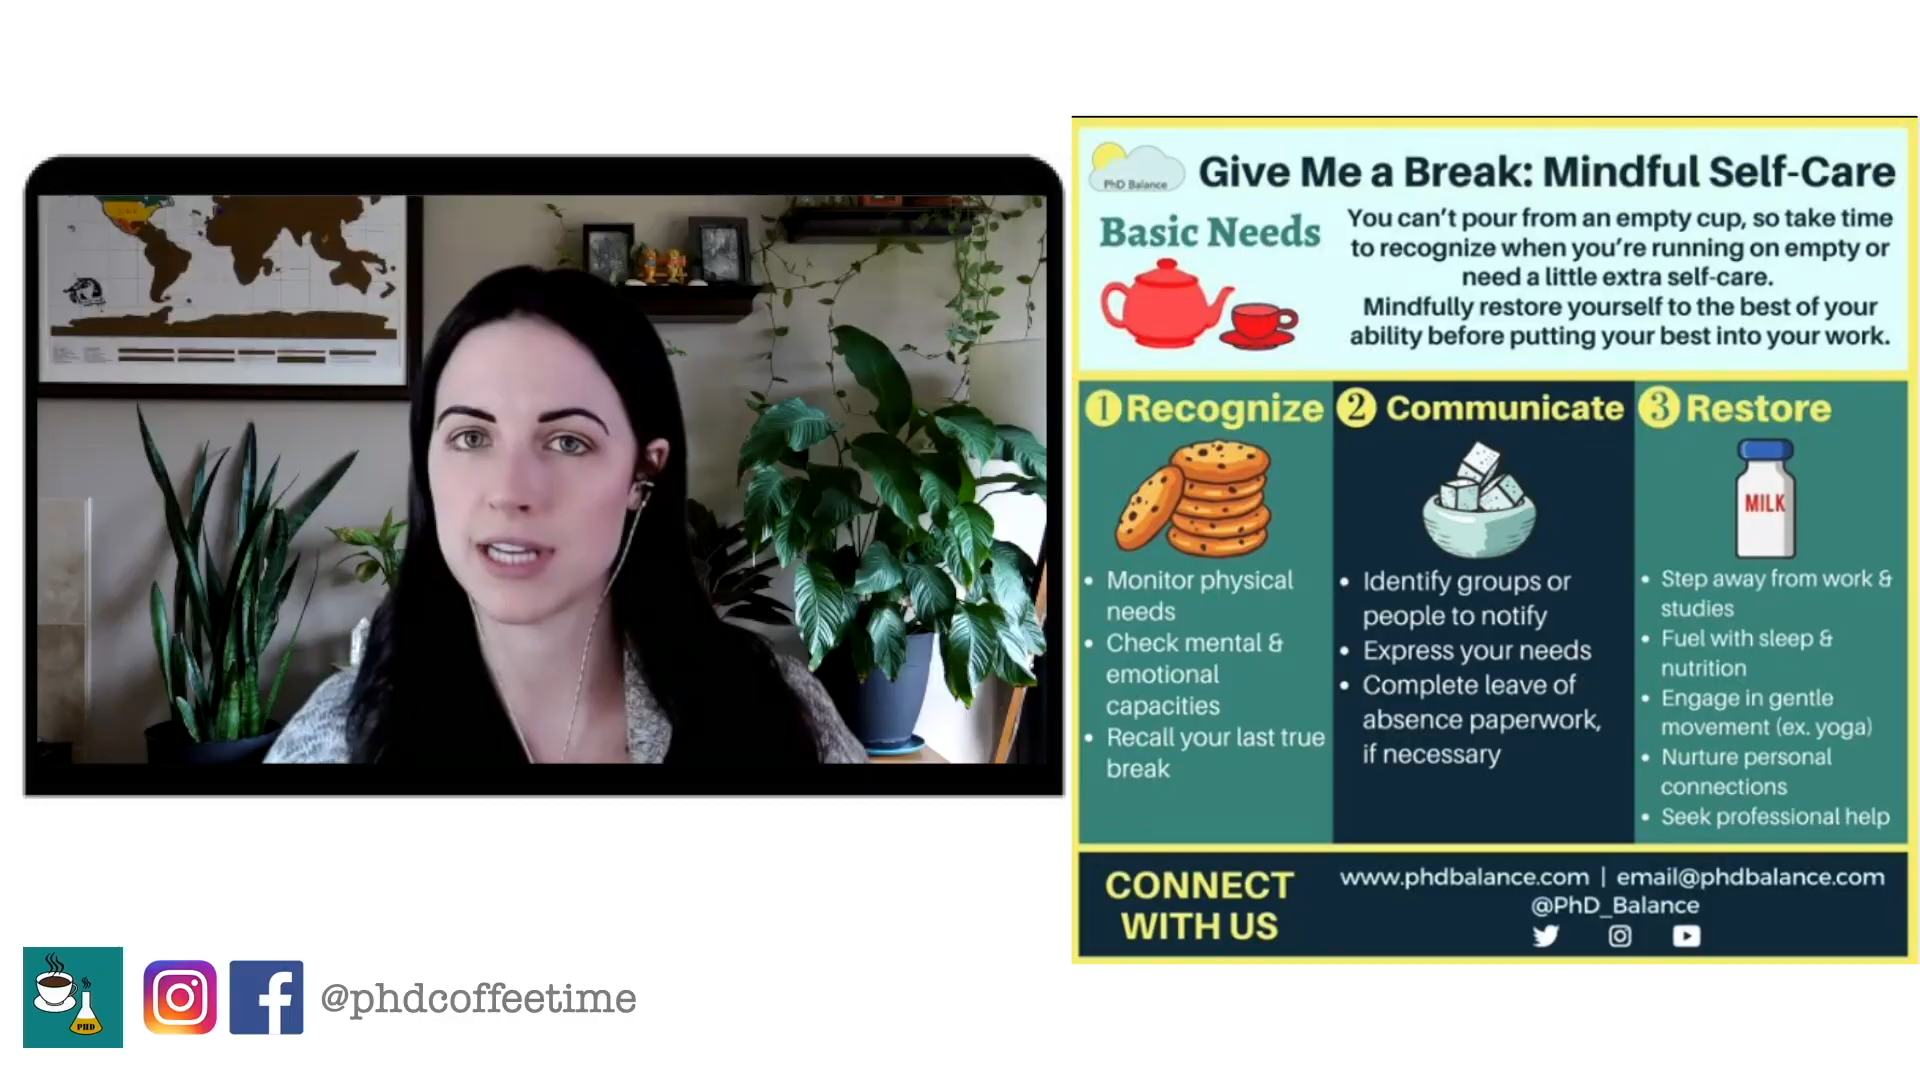 PhD Balance
Give Me a Break: Mindful Self-Care
Basic Needs
You can't pour from an empty cup, so take time
to recognize when you're running on empty or
need a little extra self-care.
Mindfully restore yourself to the best of your
ability before putting your best into your work.
1 Recognize
• Monitor physical
needs
• Check mental &
emotional
capacities
• Recall your last true
break
2 Communicate
• Identify groups or
people to notify
• Express your needs
• Complete leave of
absence paperwork,
if necessary
3 Restore
MILK
• Step away from work &
studies
• Fuel with sleep &
nutrition
• Engage in gentle
movement (ex. yoga)
• Nurture personal
connections
• Seek professional help
CONNECT
WITH US
www.phdbalance.com | email@phdbalance.com
@PhD_Balance
PHD
@phdcoffeetime